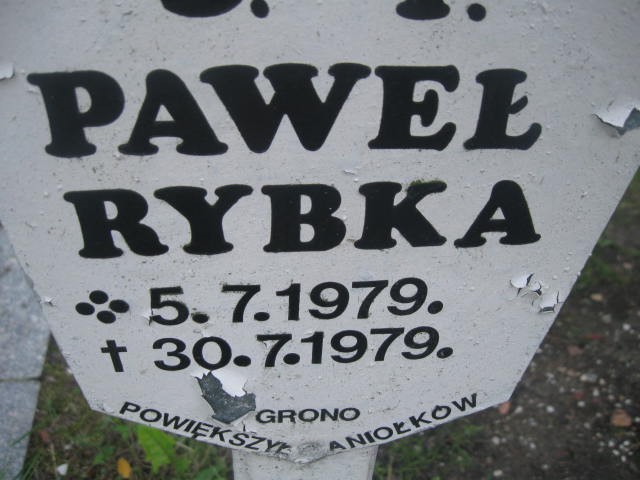 PAWEŁ
RYBKA
5.7.1979.
† 30.7.1979.
POWIĘKSZYŁ GRONO ANIOŁKÓW